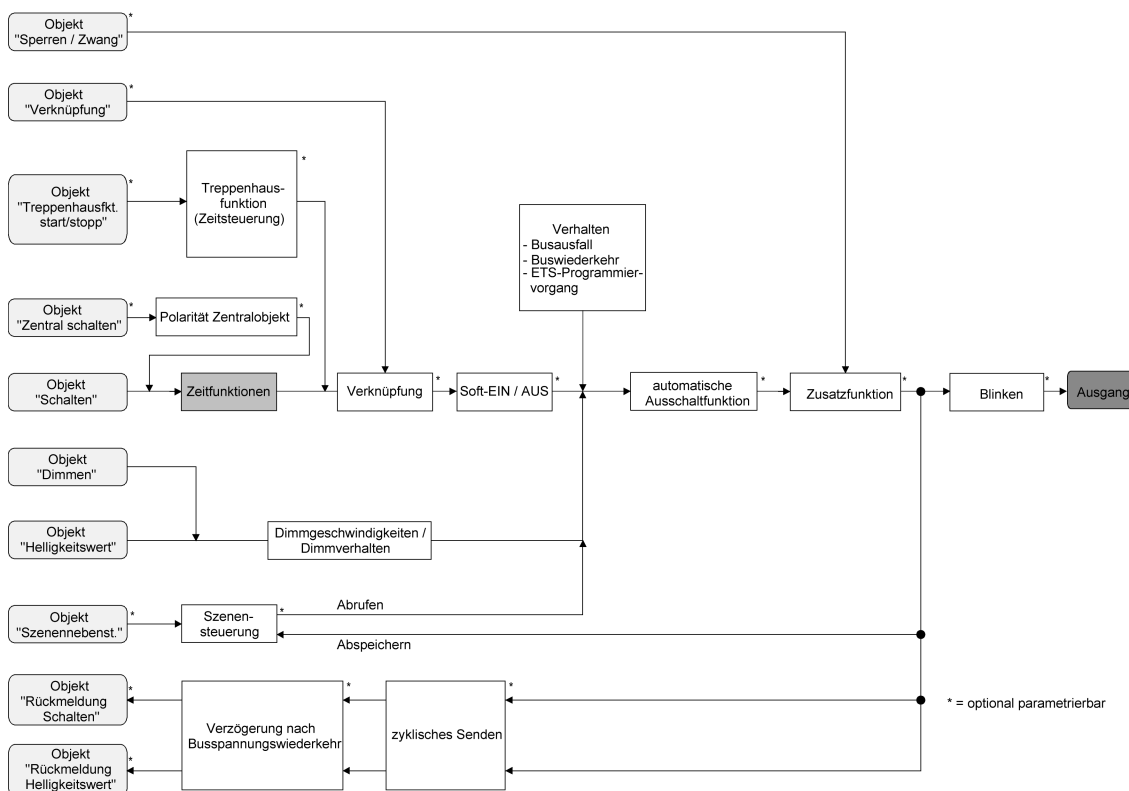 Objekt
"Sperren / Zwang"
*
Objekt
"Verknüpfung"
*
Objekt
"Treppenhausfkt.
start/stopp"
*
Treppenhaus-
funktion
(Zeitsteuerung)
*
Verhalten
- Busausfall
- Buswiederkehr
- ETS-Programmier-
vorgang
Objekt
"Zentral schalten"
*
Polarität Zentralobjekt
*
Objekt
"Schalten"
Zeitfunktionen
Verknüpfung
*
Soft-EIN / AUS
*
automatische
Ausschaltfunktion
*
Zusatzfunktion
*
Blinken
*
Ausgang
Objekt
"Dimmen"
Objekt
"Helligkeitswert"
Dimmgeschwindigkeiten /
Dimmverhalten
Objekt
"Szenennebenst."
*
Szenen-
steuerung
*
Abrufen
Abspeichern
Objekt
"Rückmeldung
Schalten"
*
Verzögerung nach
Busspannungswiederkehr
*
zyklisches Senden
*
* = optional parametrierbar
Objekt
"Rückmeldung
Helligkeitswert"
*